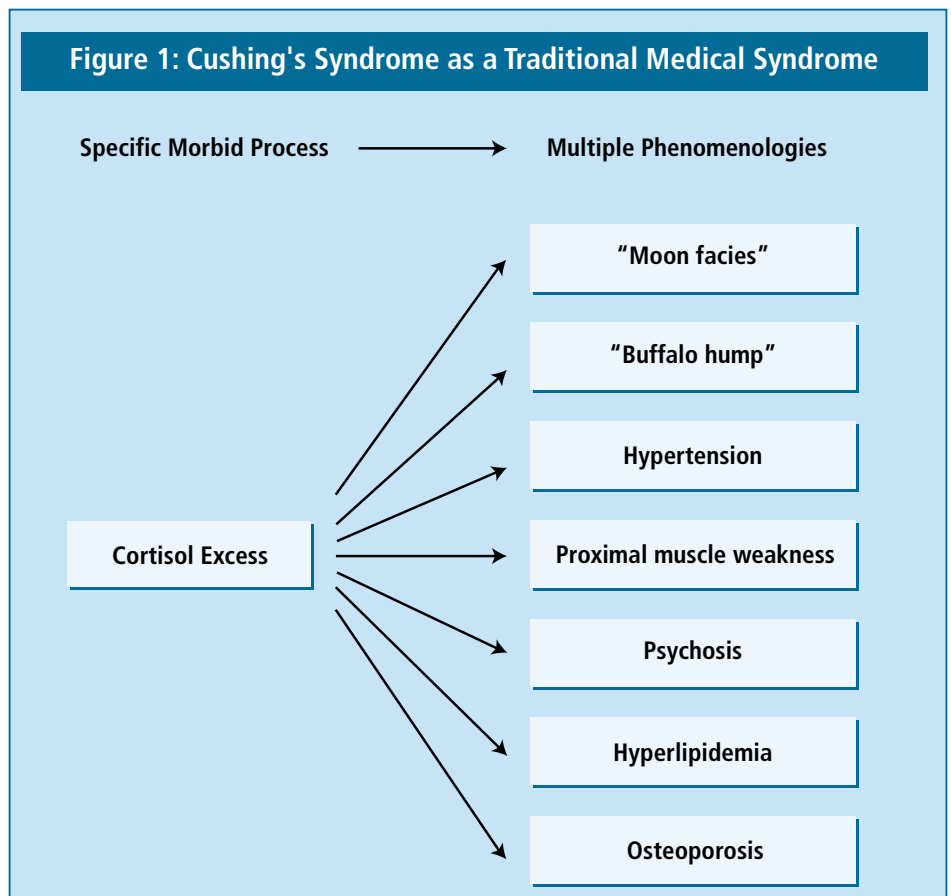 Figure 1: Cushing's Syndrome as a Traditional Medical Syndrome
Specific Morbid Process
Multiple Phenomenologies
“Moon facies”
“Buffalo hump”
Hypertension
Cortisol Excess
Proximal muscle weakness
Psychosis
Hyperlipidemia
Osteoporosis